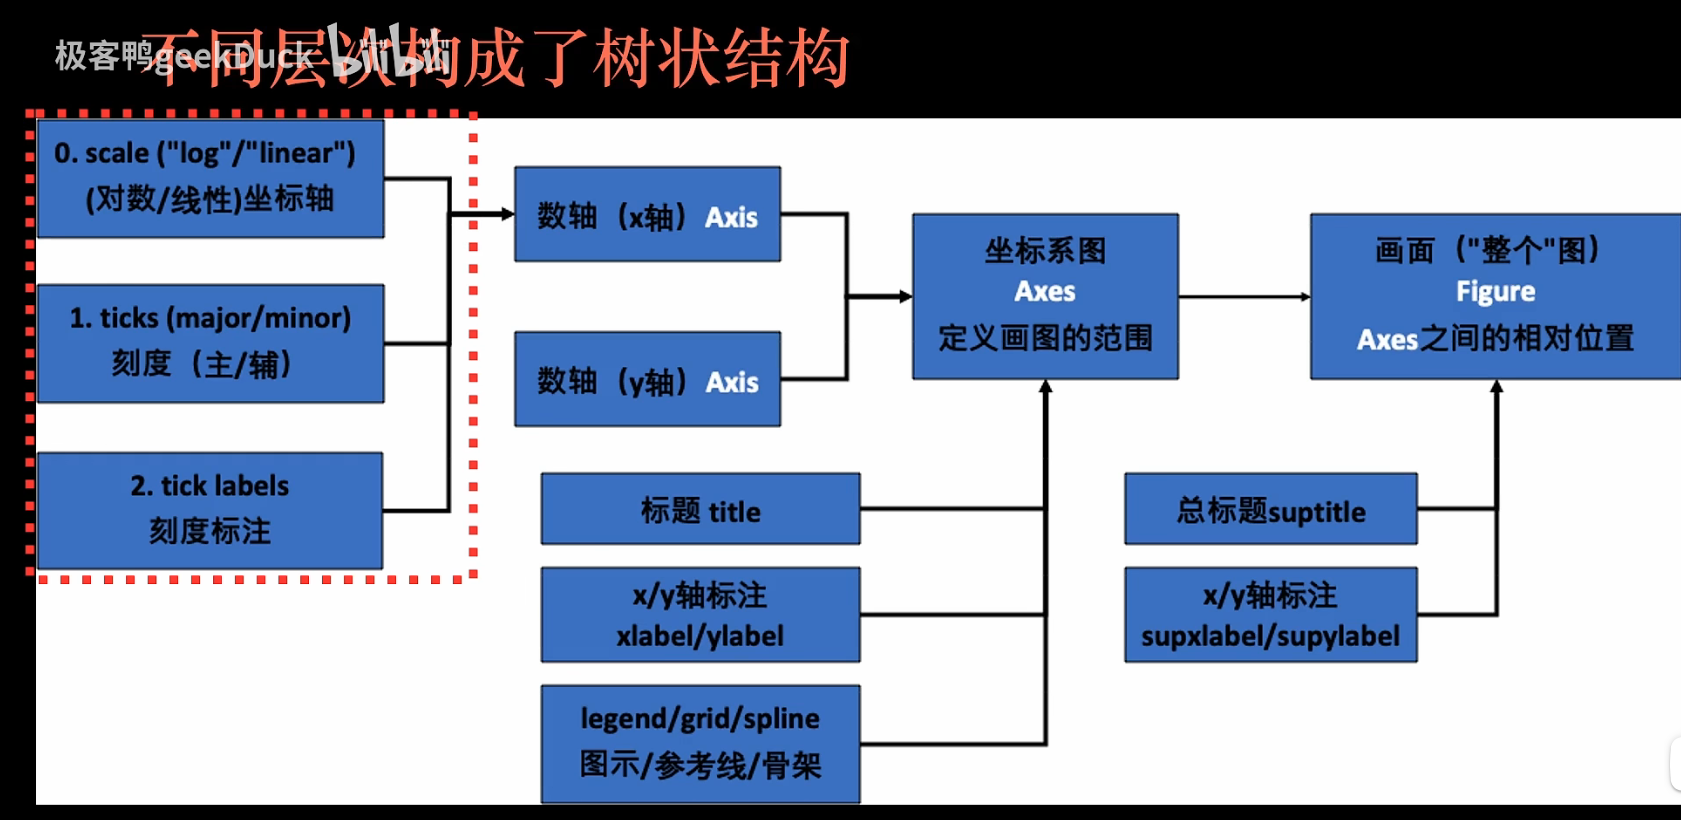 不同层次构成了树状结构
极客鸭geekDuck bilibili
0. scale ("log"/"linear")
(对数/线性)坐标轴
1. ticks (major/minor)
刻度（主/辅）
2. tick labels
刻度标注
数轴（x轴）Axis
数轴（y轴）Axis
坐标系图
Axes
定义画图的范围
画面（"整个"图）
Figure
Axes之间的相对位置
标题 title
x/y轴标注
xlabel/ylabel
legend/grid/spline
图示/参考线/骨架
总标题suptitle
x/y轴标注
supxlabel/supylabel